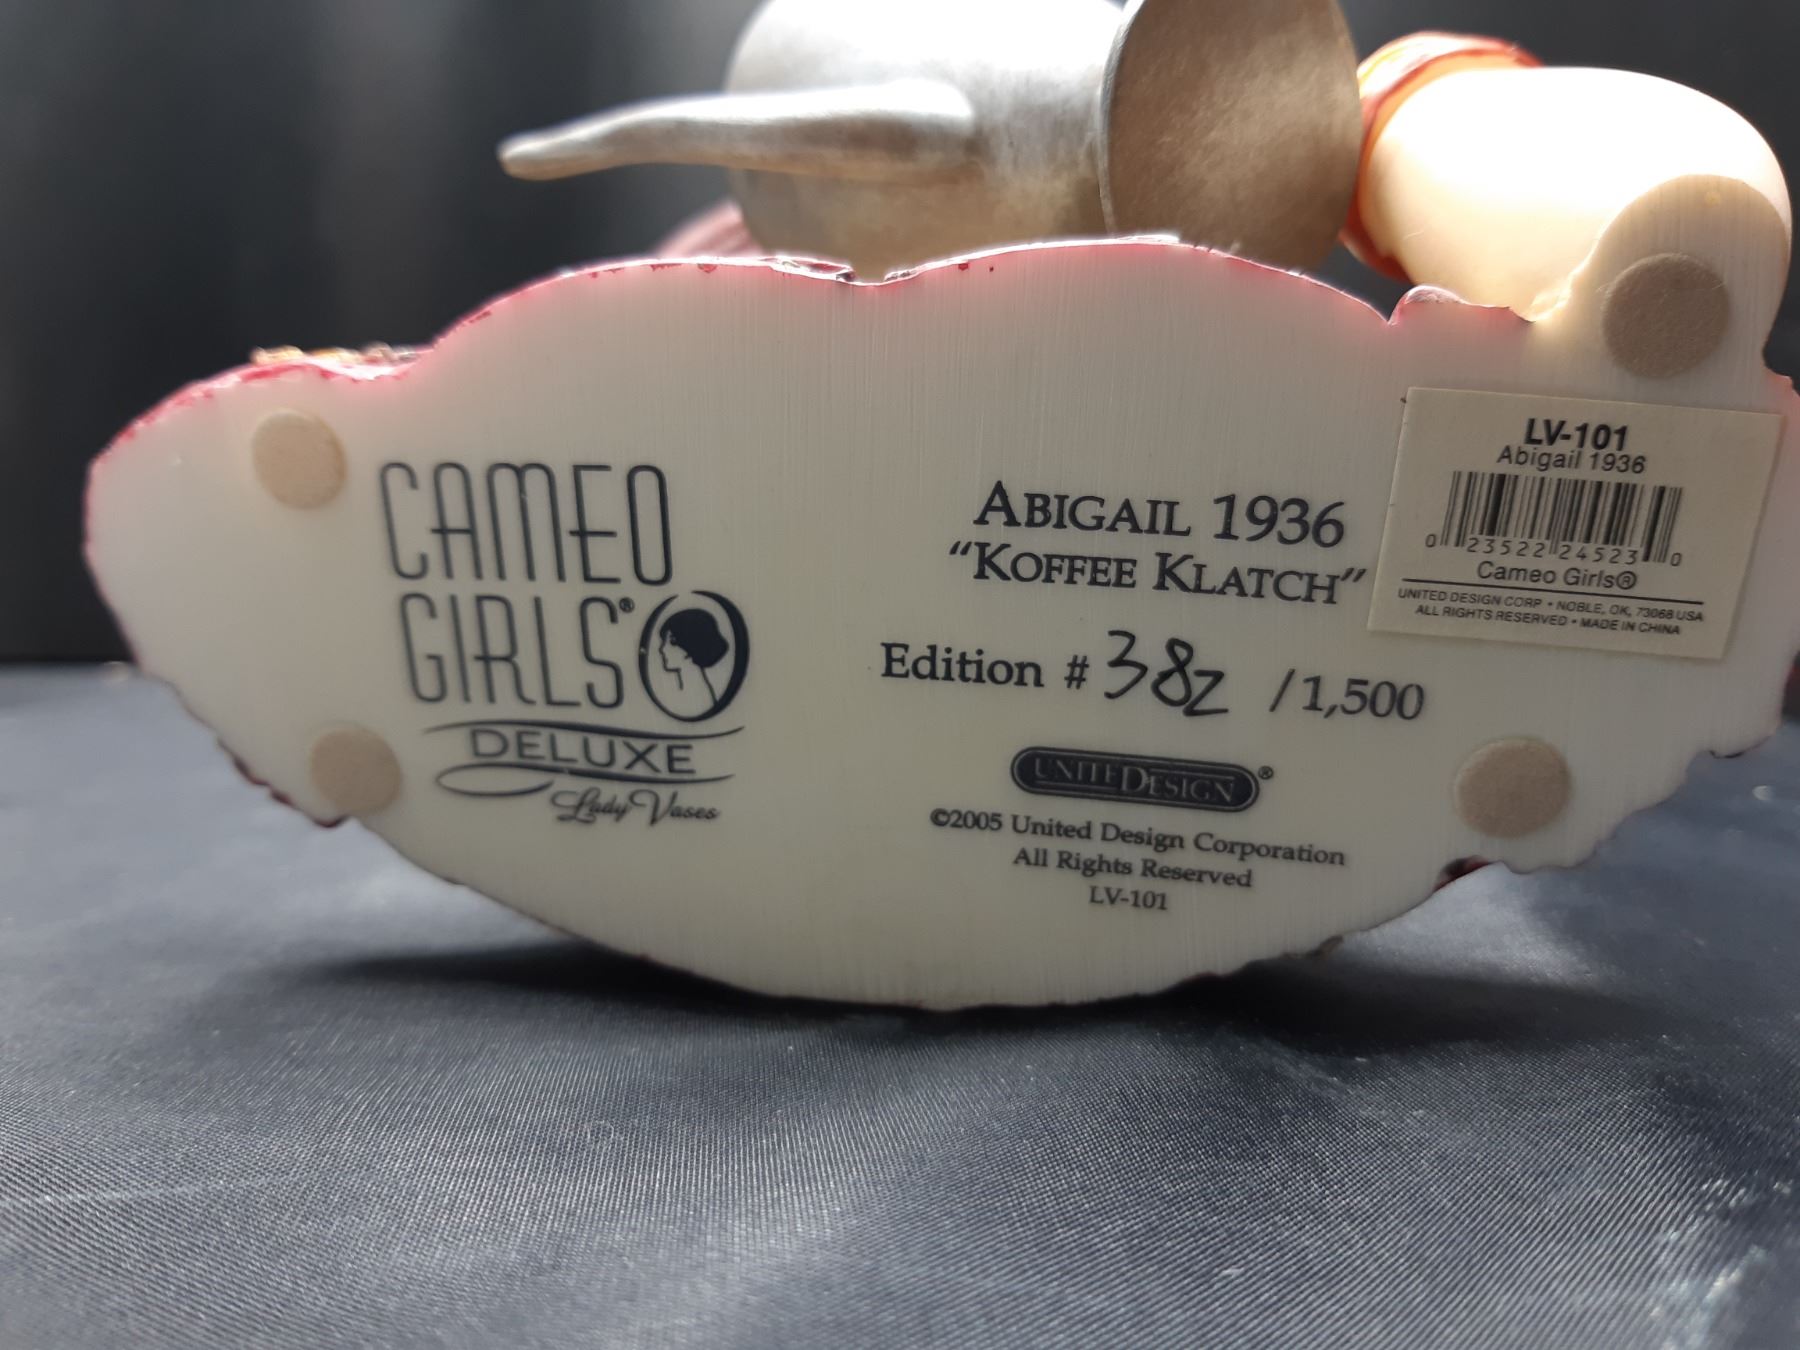 CAMEO
GIRLS®
DELUXE
Lady Vases
ABIGAIL 1936
“KOFFEE KLATCH”
Edition # 382 / 1,500
UNITED DESIGN®
©2005 United Design Corporation
All Rights Reserved
LV-101
LV-101
Abigail 1936
0 23522 24523 0
Cameo Girls®
UNITED DESIGN CORP • NOBLE, OK, 73068 USA
ALL RIGHTS RESERVED • MADE IN CHINA